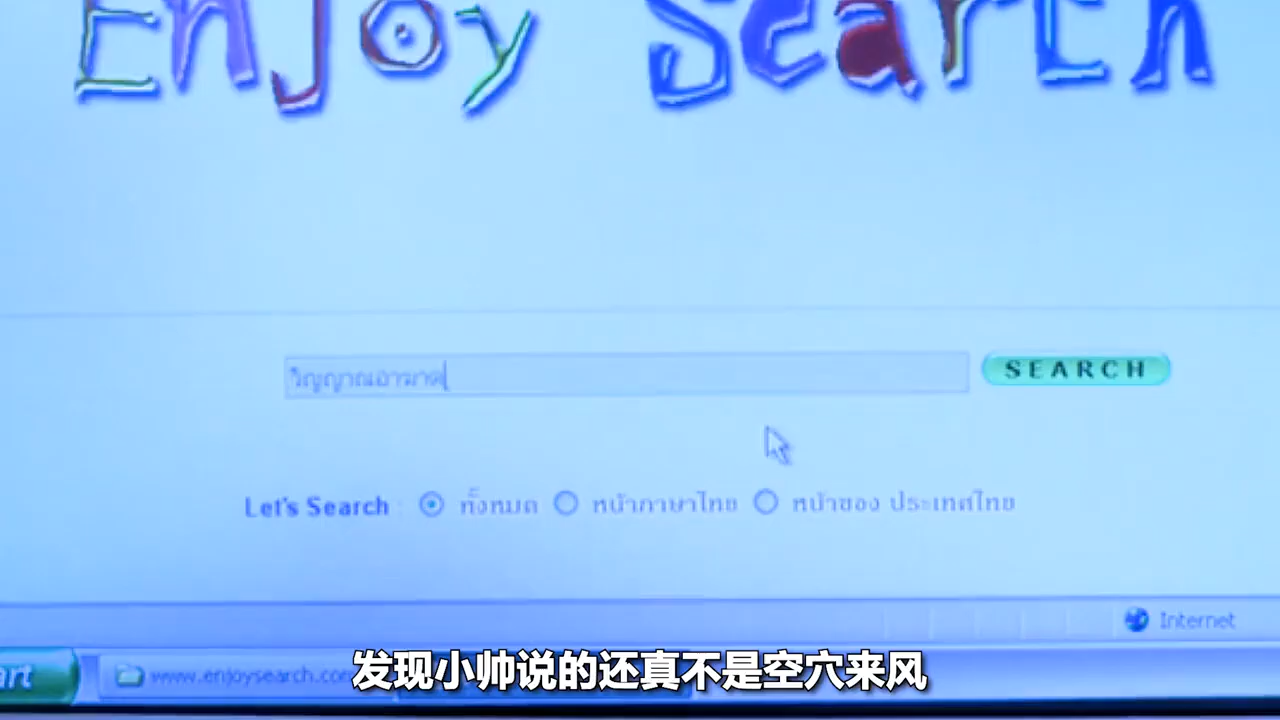 Enjoy Search
วิญญาณอาฆาต
SEARCH
Let's Search : ทั้งหมด หน้าภาษาไทย หน้าของ ประเทศไทย
Internet
art www.enjoysearch.com
发现小帅说的还真不是空穴来风